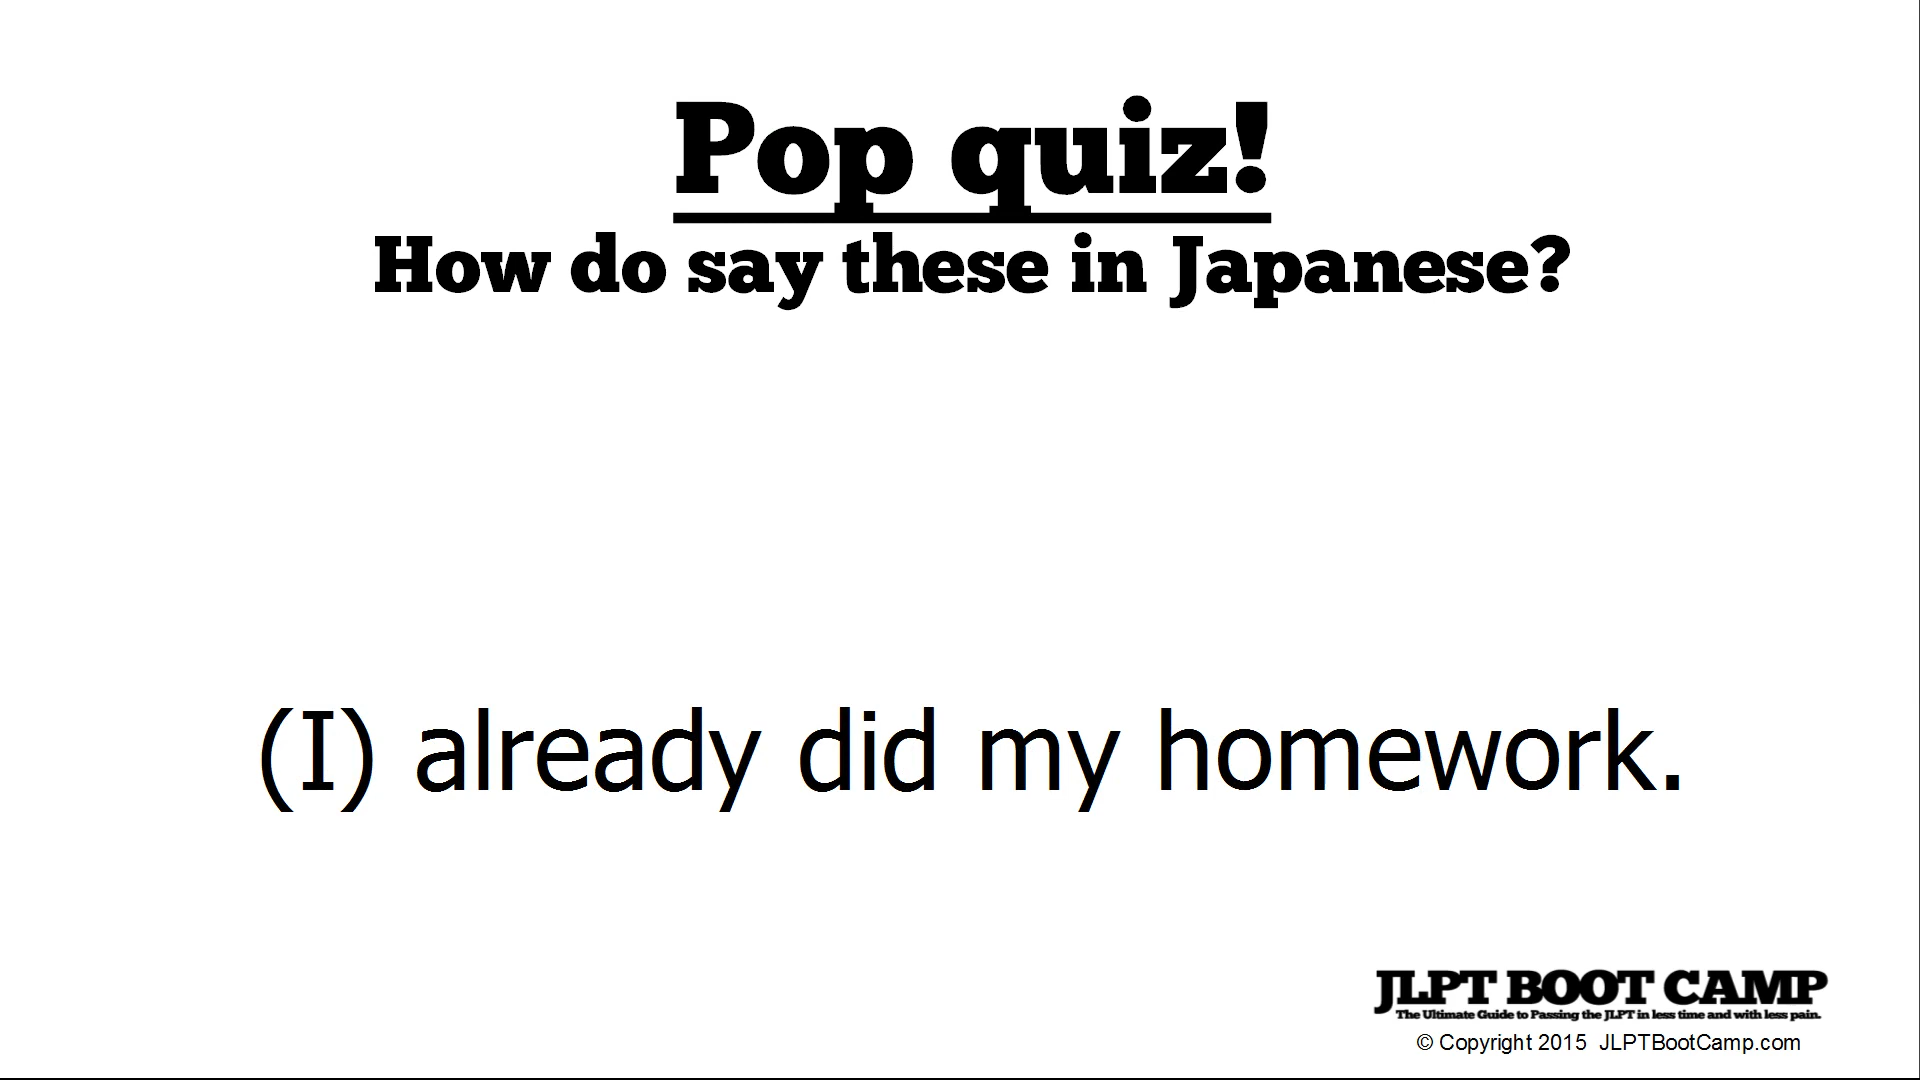 Pop quiz!
How do say these in Japanese?
(I) already did my homework.
JLPT BOOT CAMP
The Ultimate Guide to Passing the JLPT in less time and with less pain.
© Copyright 2015 JLPTBootCamp.com